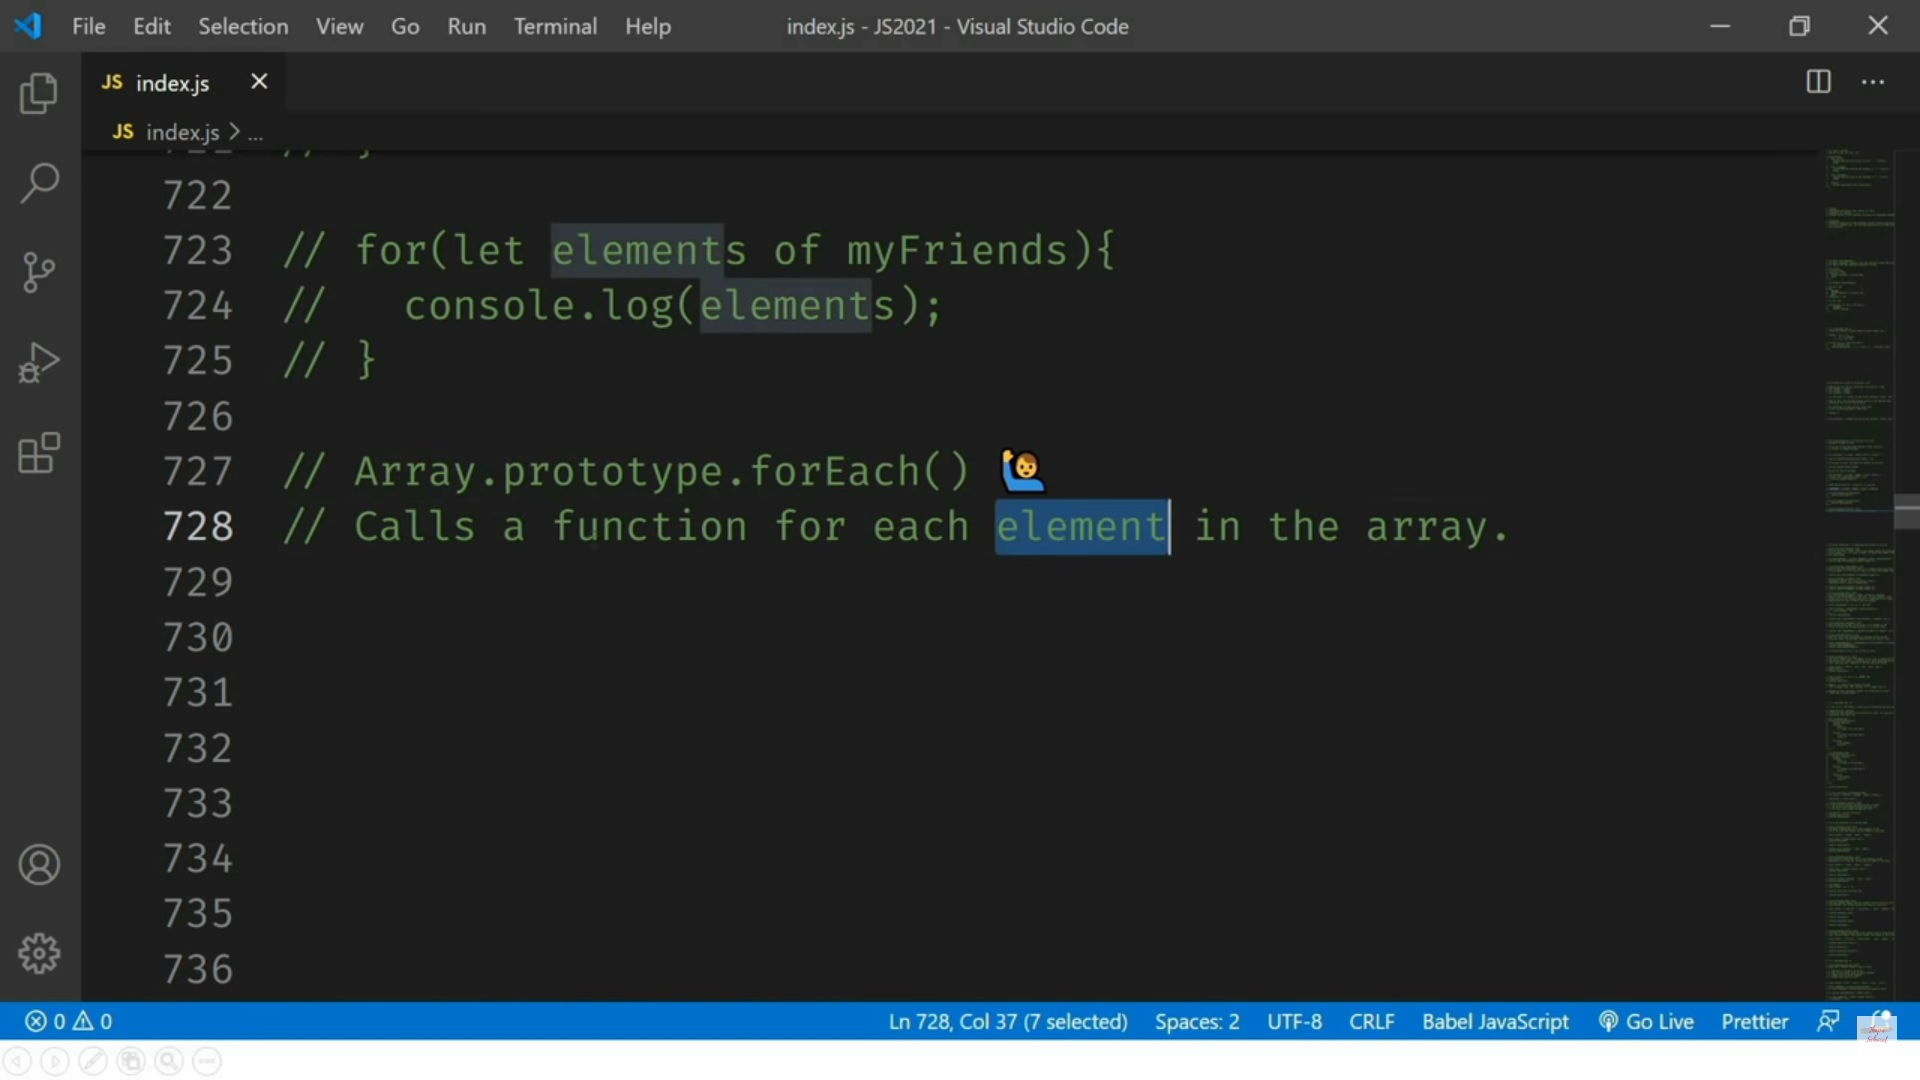 File Edit Selection View Go Run Terminal Help index.js - JS2021 - Visual Studio Code
JS index.js
JS index.js > ...
722
723 // for(let elements of myFriends){
724 // console.log(elements);
725 // }
726
727 // Array.prototype.forEach() 🙋‍♂️
728 // Calls a function for each element in the array.
729
730
731
732
733
734
735
736
0 0 Ln 728, Col 37 (7 selected) Spaces: 2 UTF-8 CRLF Babel JavaScript Go Live Prettier